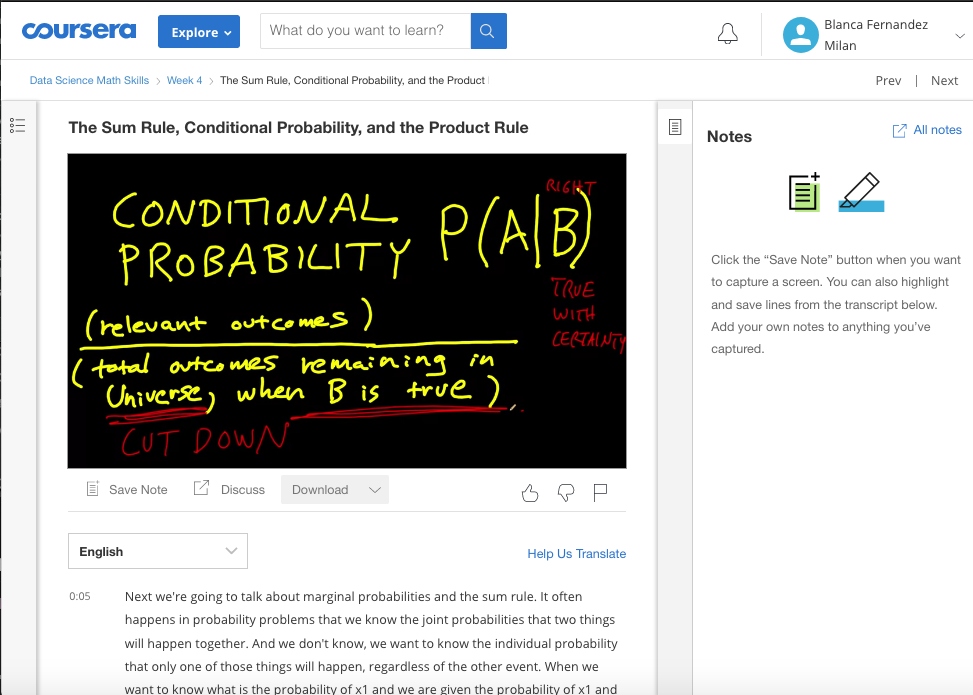 coursera
Explore
What do you want to learn?
Blanca Fernandez
Milan
Data Science Math Skills > Week 4 > The Sum Rule, Conditional Probability, and the Product
Prev | Next
The Sum Rule, Conditional Probability, and the Product Rule
CONDITIONAL
PROBABILITY
P(A|B)
RIGHT
TRUE
WITH
CERTAINTY
(relevant outcomes)
(total outcomes remaining in
Universe, when B is true)
CUT DOWN
Save Note
Discuss
Download
English
Help Us Translate
0:05
Next we're going to talk about marginal probabilities and the sum rule. It often
happens in probability problems that we know the joint probabilities that two things
will happen together. And we don't know, we want to know the individual probability
that only one of those things will happen, regardless of the other event. When we
want to know what is the probability of x1 and we are given the probability of x1 and
Notes
All notes
Click the “Save Note” button when you want
to capture a screen. You can also highlight
and save lines from the transcript below.
Add your own notes to anything you’ve
captured.